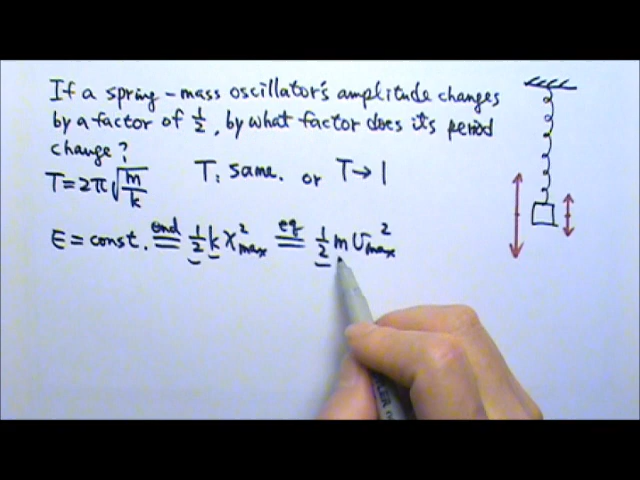 If a spring-mass oscillator's amplitude changes
by a factor of 1/2, by what factor does its period
change?
T=2π√(m/k) T: same. or T→1
E = const. end= 1/2 k x²max eq= 1/2 m v²max